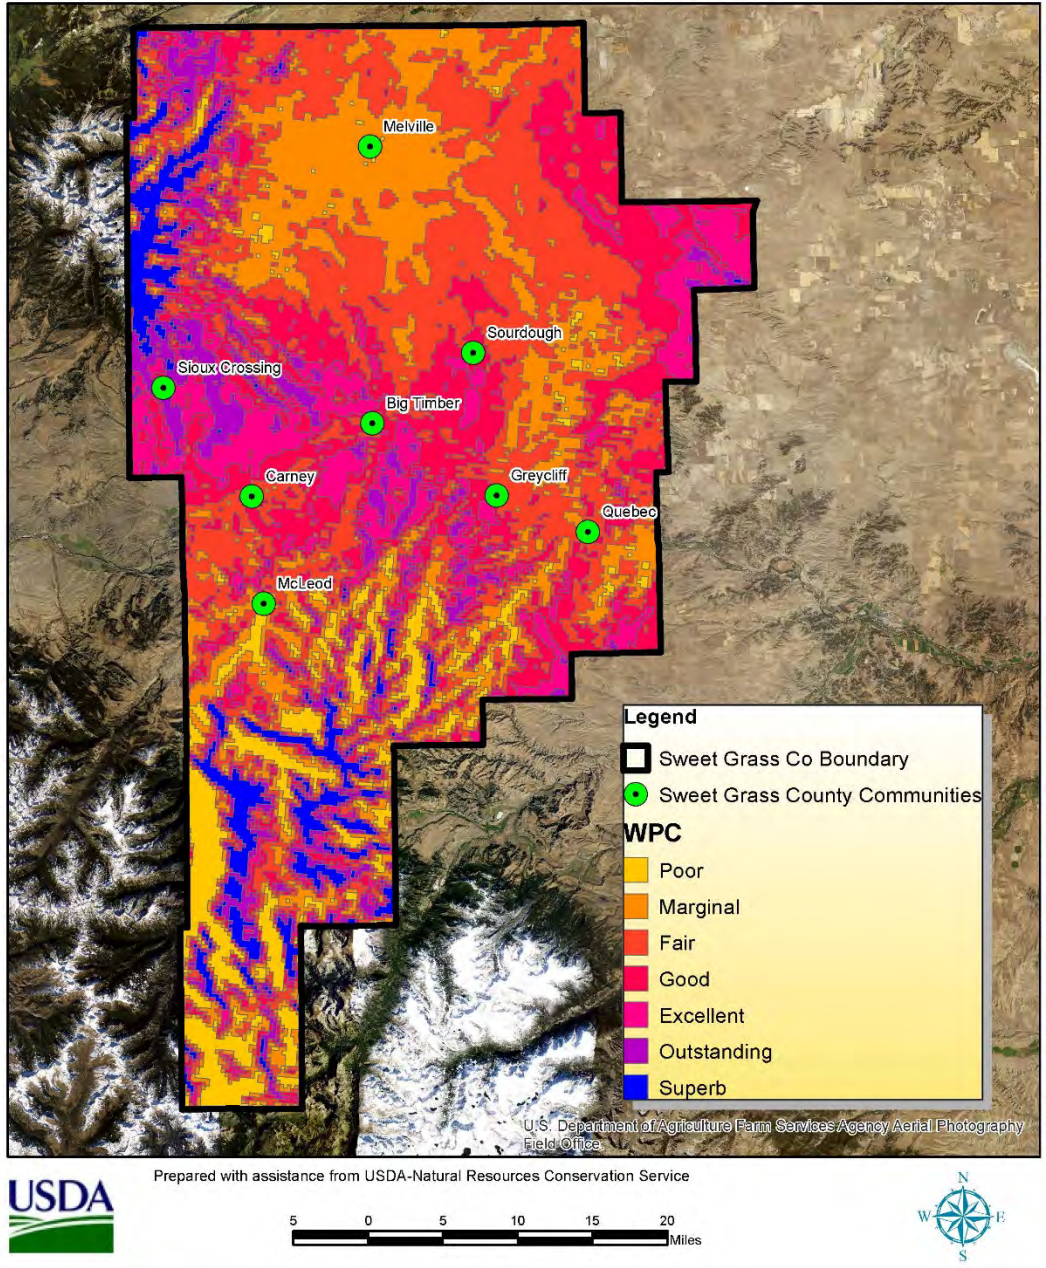 Melville
Sourdough
Sioux Crossing
Big Timber
Carney
Greycliff
Quebec
McLeod
Legend
Sweet Grass Co Boundary
Sweet Grass County Communities
WPC
Poor
Marginal
Fair
Good
Excellent
Outstanding
Superb
U.S. Department of Agriculture Farm Services Agency Aerial Photography
Field Office
Prepared with assistance from USDA-Natural Resources Conservation Service
USDA
5 0 5 10 15 20
Miles
N
W E
S